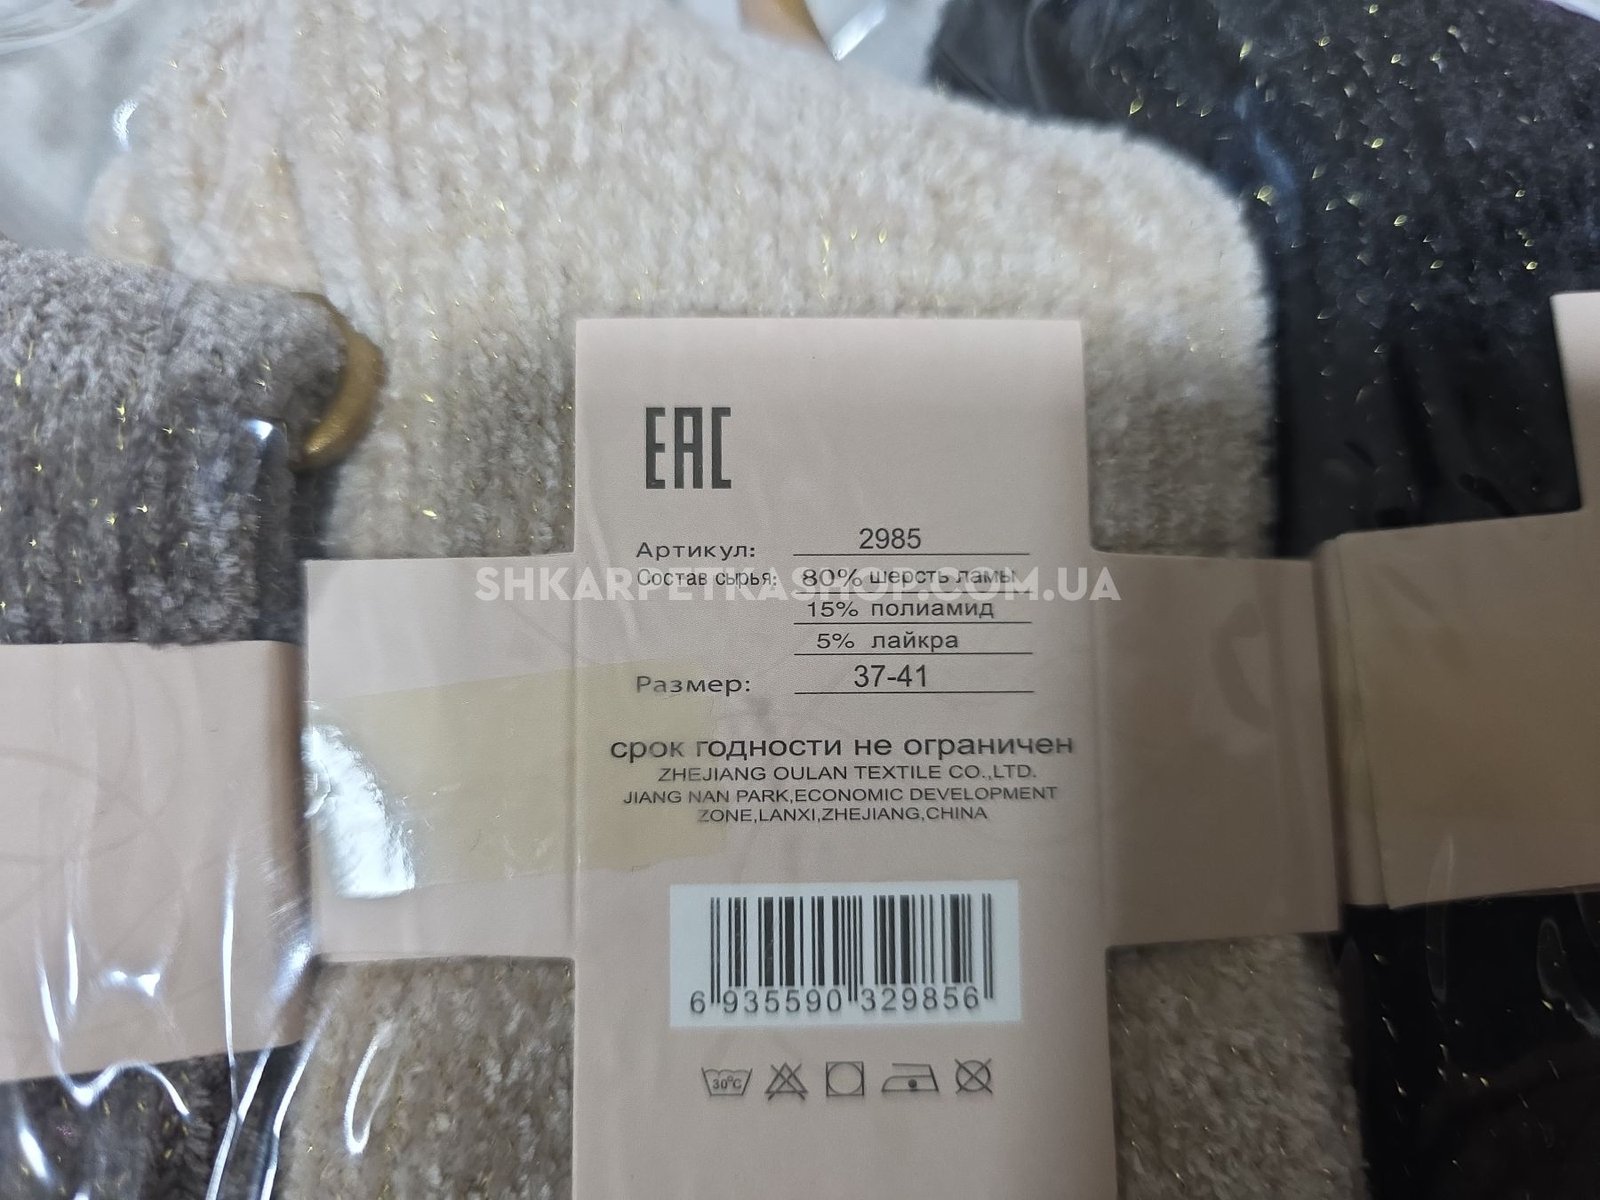 EAC
Артикул: 2985
Состав сырья: 80% шерсть ламы
SHKARPETKASHOP.COM.UA
15% полиамид
5% лайкра
Размер: 37-41
срок годности не ограничен
ZHEJIANG OULAN TEXTILE CO.,LTD.
JIANG NAN PARK,ECONOMIC DEVELOPMENT
ZONE,LANXI,ZHEJIANG,CHINA
6 935590 329856
30°C